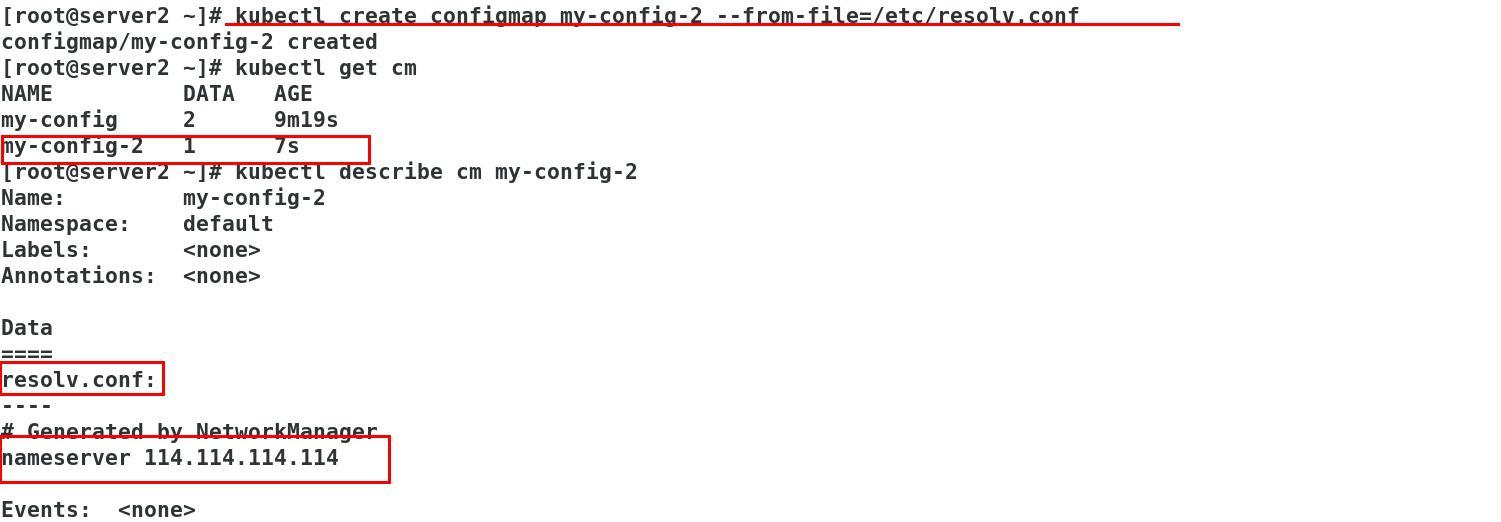 [root@server2 ~]# kubectl create configmap my-config-2 --from-file=/etc/resolv.conf
configmap/my-config-2 created
[root@server2 ~]# kubectl get cm
NAME          DATA   AGE
my-config     2      9m19s
my-config-2   1      7s
[root@server2 ~]# kubectl describe cm my-config-2
Name:         my-config-2
Namespace:    default
Labels:       <none>
Annotations:  <none>

Data
====
resolv.conf:
----
# Generated by NetworkManager
nameserver 114.114.114.114

Events:  <none>